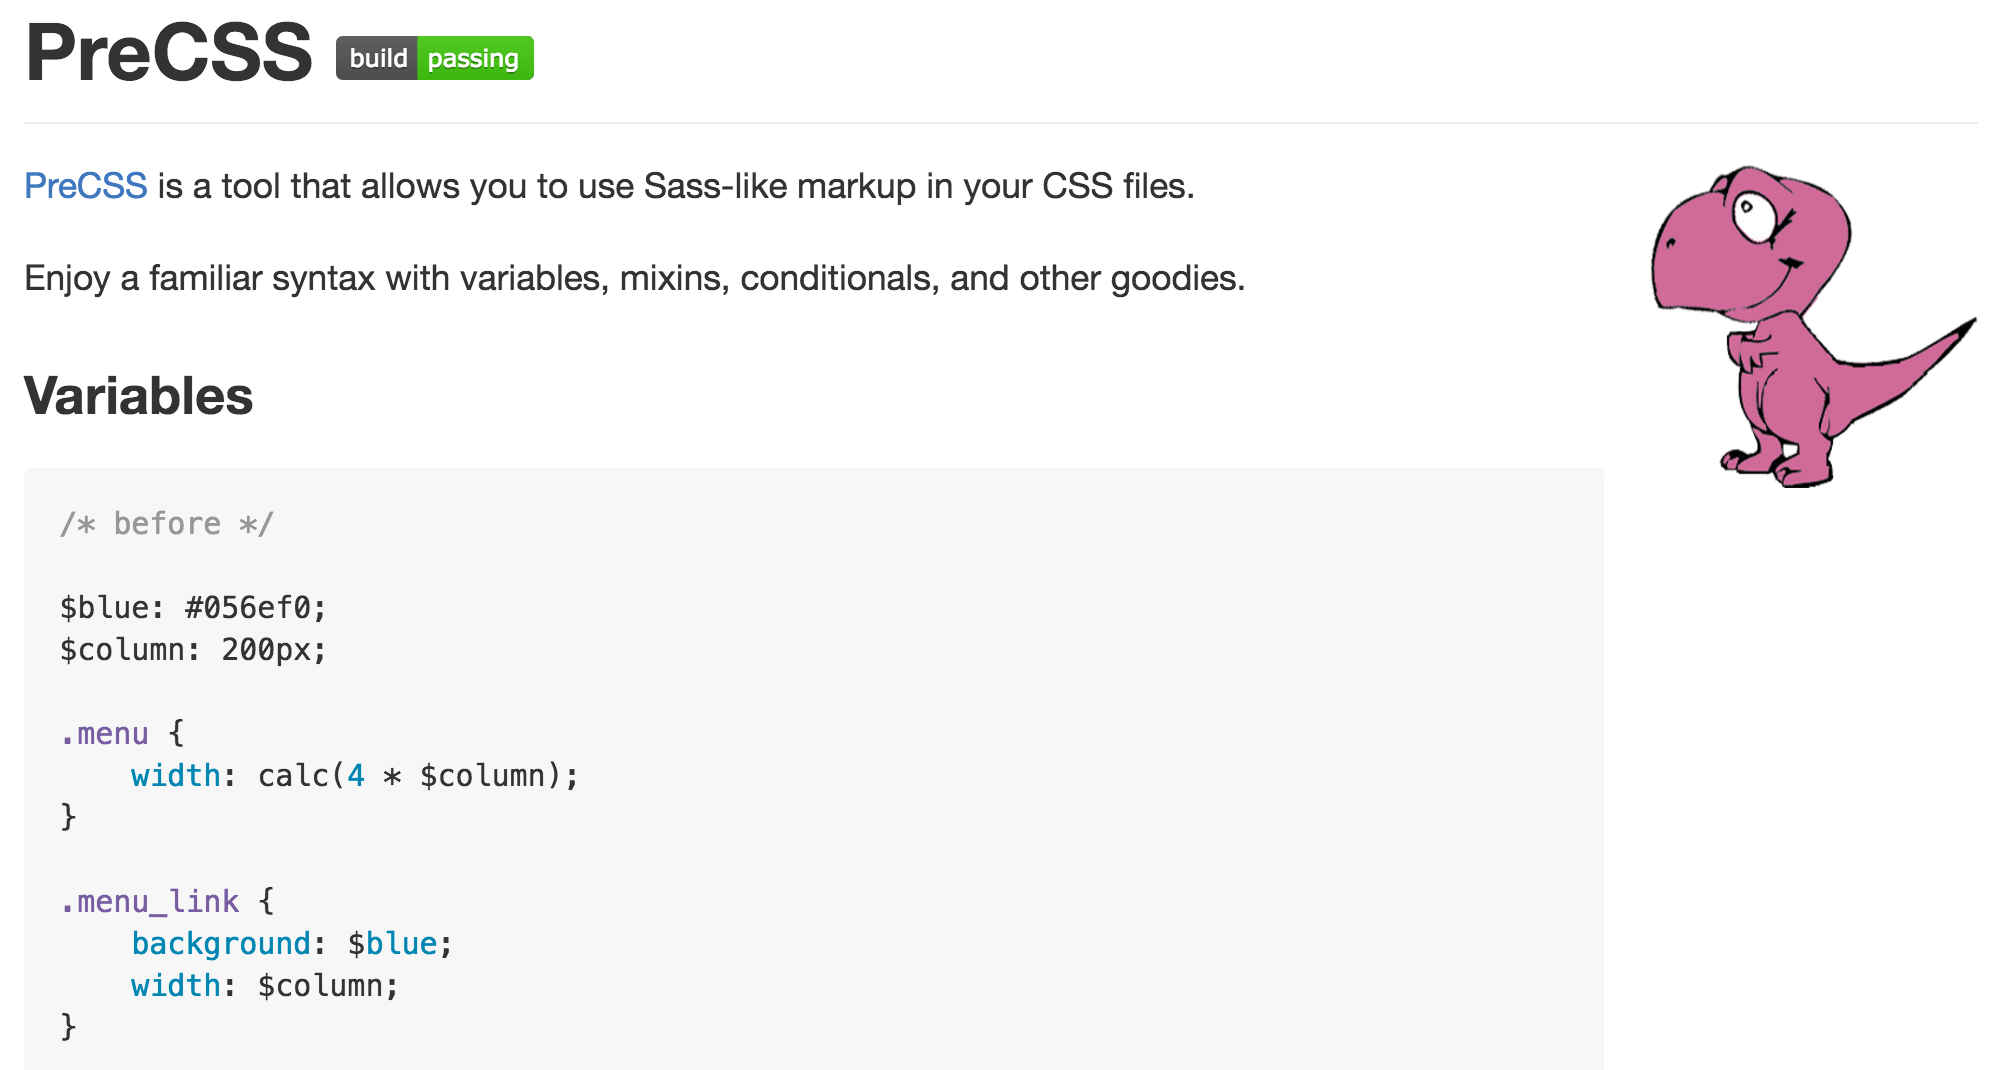 PreCSS build passing
PreCSS is a tool that allows you to use Sass-like markup in your CSS files.
Enjoy a familiar syntax with variables, mixins, conditionals, and other goodies.
Variables
/* before */
$blue: #056ef0;
$column: 200px;
.menu {
    width: calc(4 * $column);
}
.menu_link {
    background: $blue;
    width: $column;
}